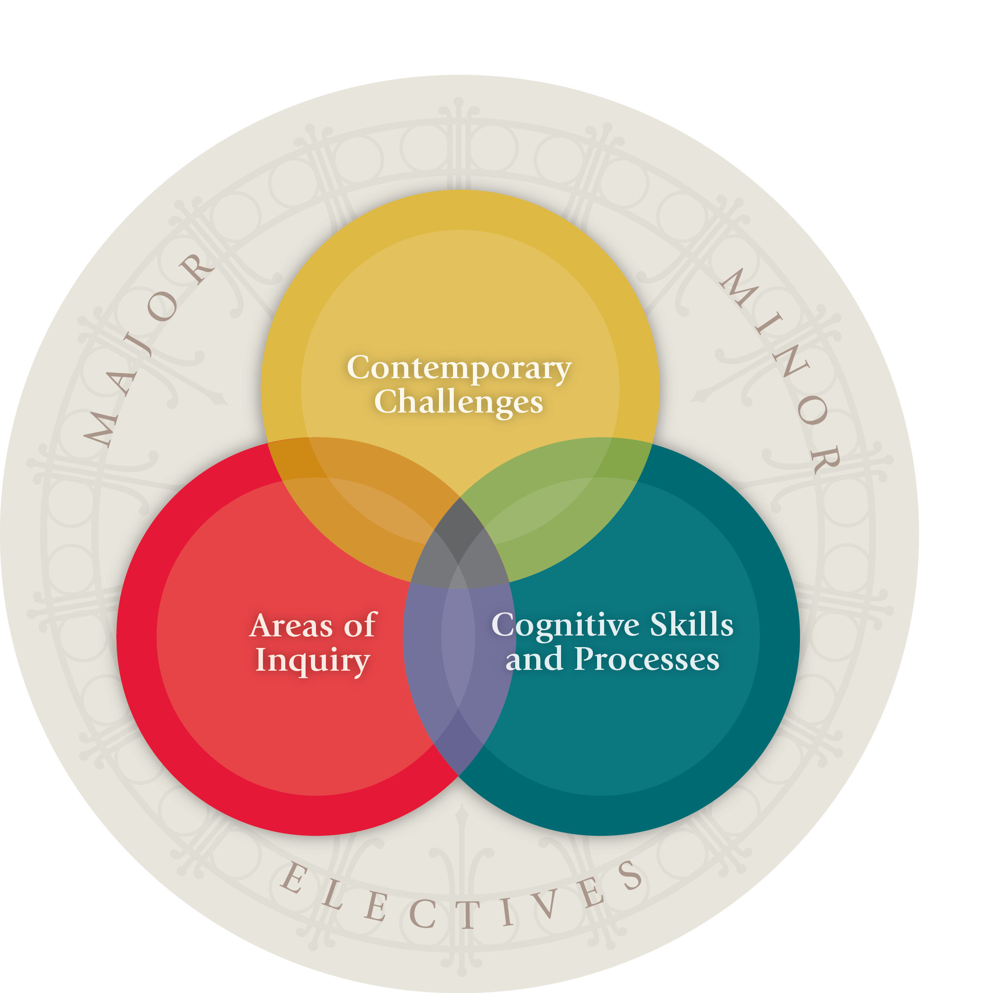 MAJOR
MINOR
Contemporary
Challenges
Areas of
Inquiry
Cognitive Skills
and Processes
ELECTIVES